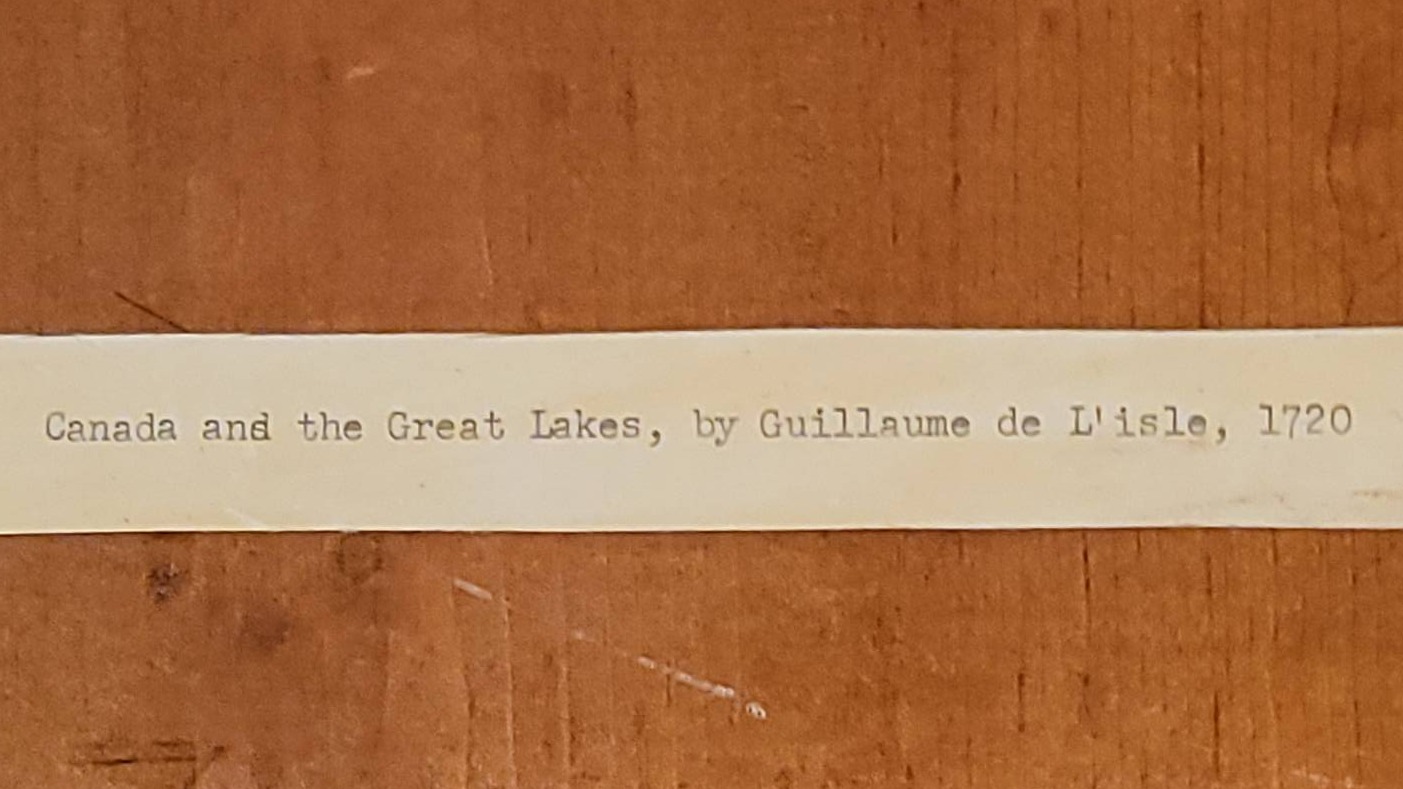 Canada and the Great Lakes, by Guillaume de L'isle, 1720